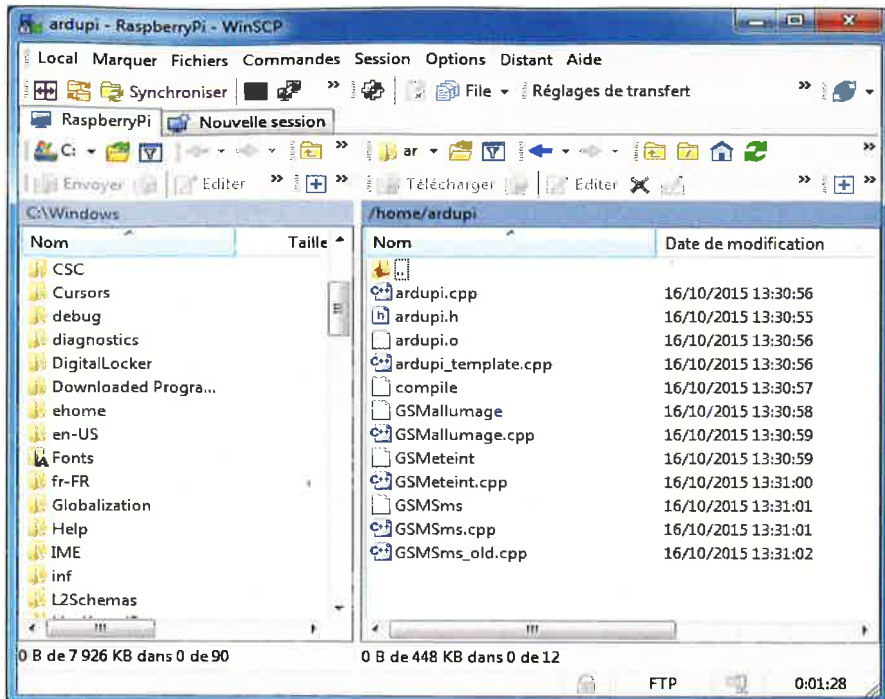 ardupi - RaspberryPi - WinSCP
Local Marquer Fichiers Commandes Session Options Distant Aide
Synchroniser File Réglages de transfert
RaspberryPi Nouvelle session
C: ar
Envoyer Editer Télécharger Editer
C:\Windows /home/ardupi
Nom Taille Nom Date de modification
CSC ..
Cursors ardupi.cpp 16/10/2015 13:30:56
debug ardupi.h 16/10/2015 13:30:55
diagnostics ardupi.o 16/10/2015 13:30:56
DigitalLocker ardupi_template.cpp 16/10/2015 13:30:56
Downloaded Progra... compile 16/10/2015 13:30:57
ehome GSMallumage 16/10/2015 13:30:58
en-US GSMallumage.cpp 16/10/2015 13:30:59
Fonts GSMeteint 16/10/2015 13:30:59
fr-FR GSMeteint.cpp 16/10/2015 13:31:00
Globalization GSMSms 16/10/2015 13:31:01
Help GSMSms.cpp 16/10/2015 13:31:01
IME GSMSms_old.cpp 16/10/2015 13:31:02
inf
L2Schemas
0 B de 7 926 KB dans 0 de 90 0 B de 448 KB dans 0 de 12
FTP 0:01:28